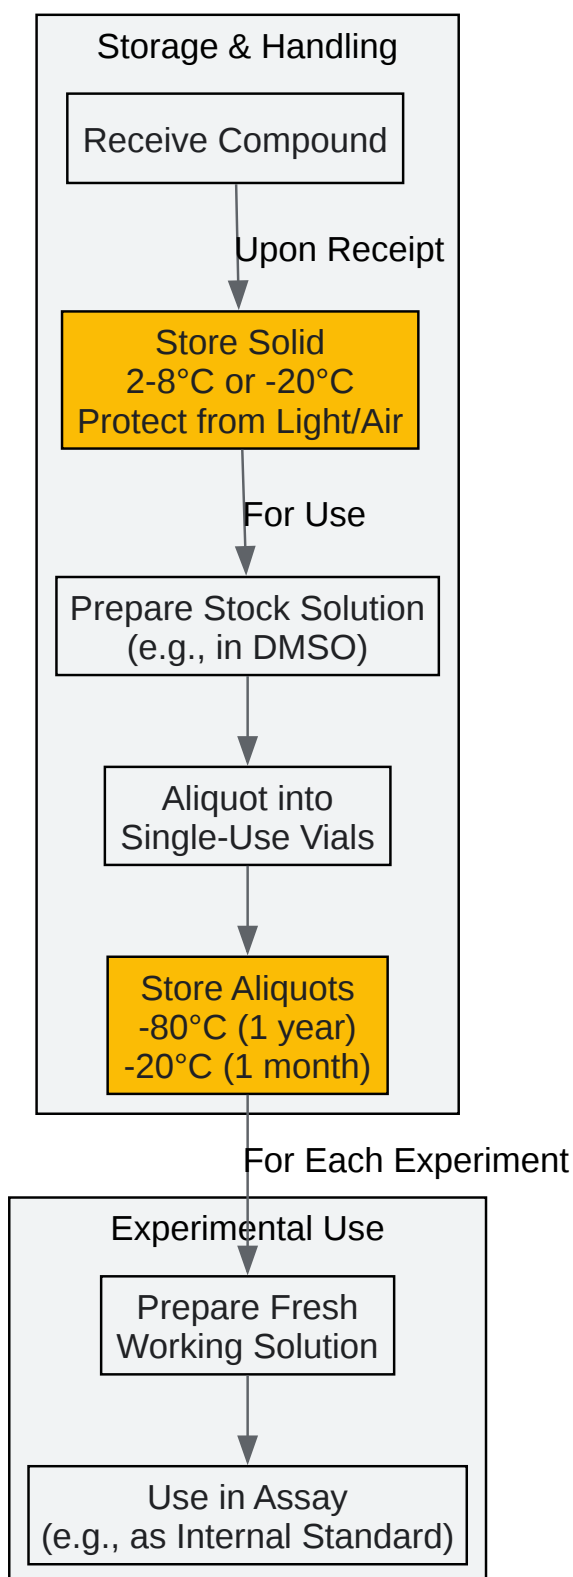 Storage & Handling
Receive Compound
Upon Receipt
Store Solid
2-8°C or -20°C
Protect from Light/Air
For Use
Prepare Stock Solution
(e.g., in DMSO)
Aliquot into
Single-Use Vials
Store Aliquots
-80°C (1 year)
-20°C (1 month)
For Each Experiment
Experimental Use
Prepare Fresh
Working Solution
Use in Assay
(e.g., as Internal Standard)